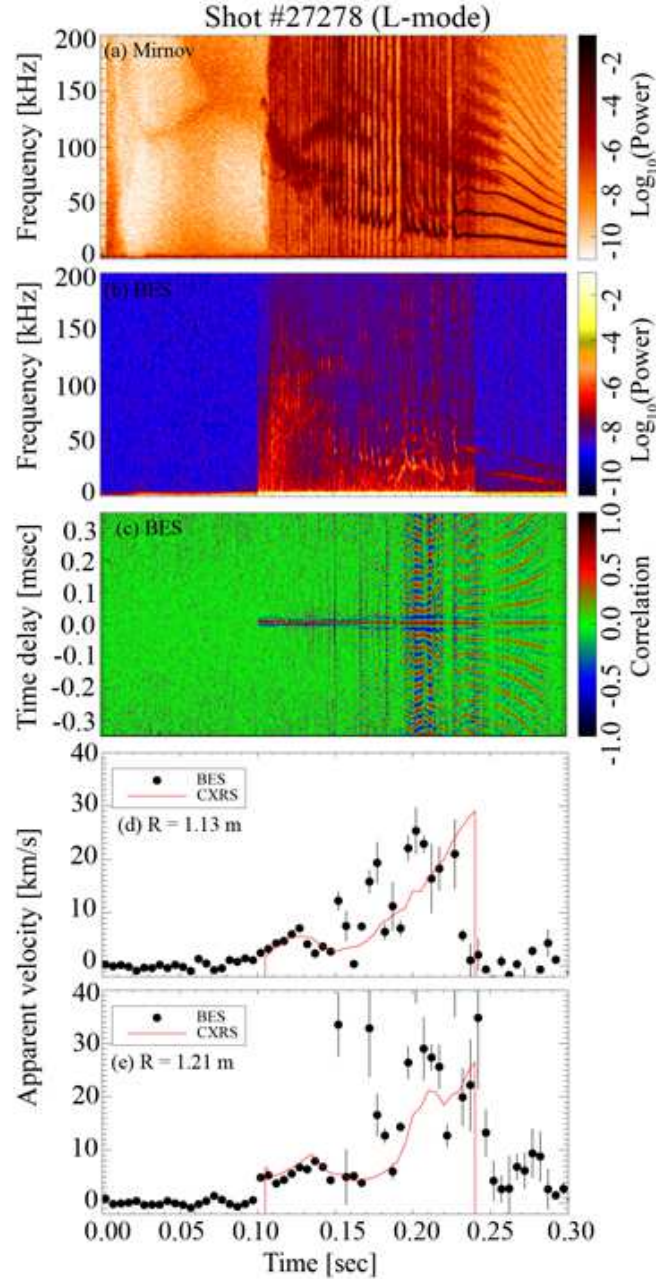 Shot #27278 (L-mode)
(a) Mirnov
Frequency [kHz]
200
150
100
50
0
-2
-4
-6
-8
-10
Log10(Power)
(b) BES
Frequency [kHz]
200
150
100
50
0
-2
-4
-6
-8
-10
Log10(Power)
(c) BES
Time delay [msec]
0.3
0.2
0.1
0.0
-0.1
-0.2
-0.3
1.0
0.5
0.0
-0.5
-1.0
Correlation
Apparent velocity [km/s]
40
30
20
10
0
BES
CXRS
(d) R = 1.13 m
40
30
20
10
0
BES
CXRS
(e) R = 1.21 m
0.00 0.05 0.10 0.15 0.20 0.25 0.30
Time [sec]